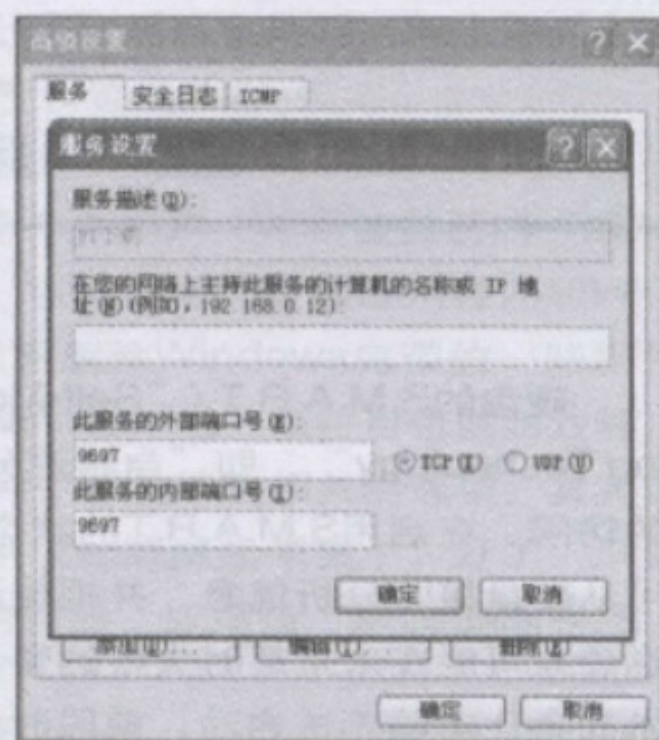 高级设置
服务 安全日志 ICMP
服务设置
服务描述(D):
在您的网络上主持此服务的计算机的名称或 IP 地
址(N)(例如，192.168.0.12):
此服务的外部端口号(E):
9697 TCP(T) UDP(U)
此服务的内部端口号(I):
9697
确定 取消
添加(D)... 编辑(I)... 删除(E)
确定 取消